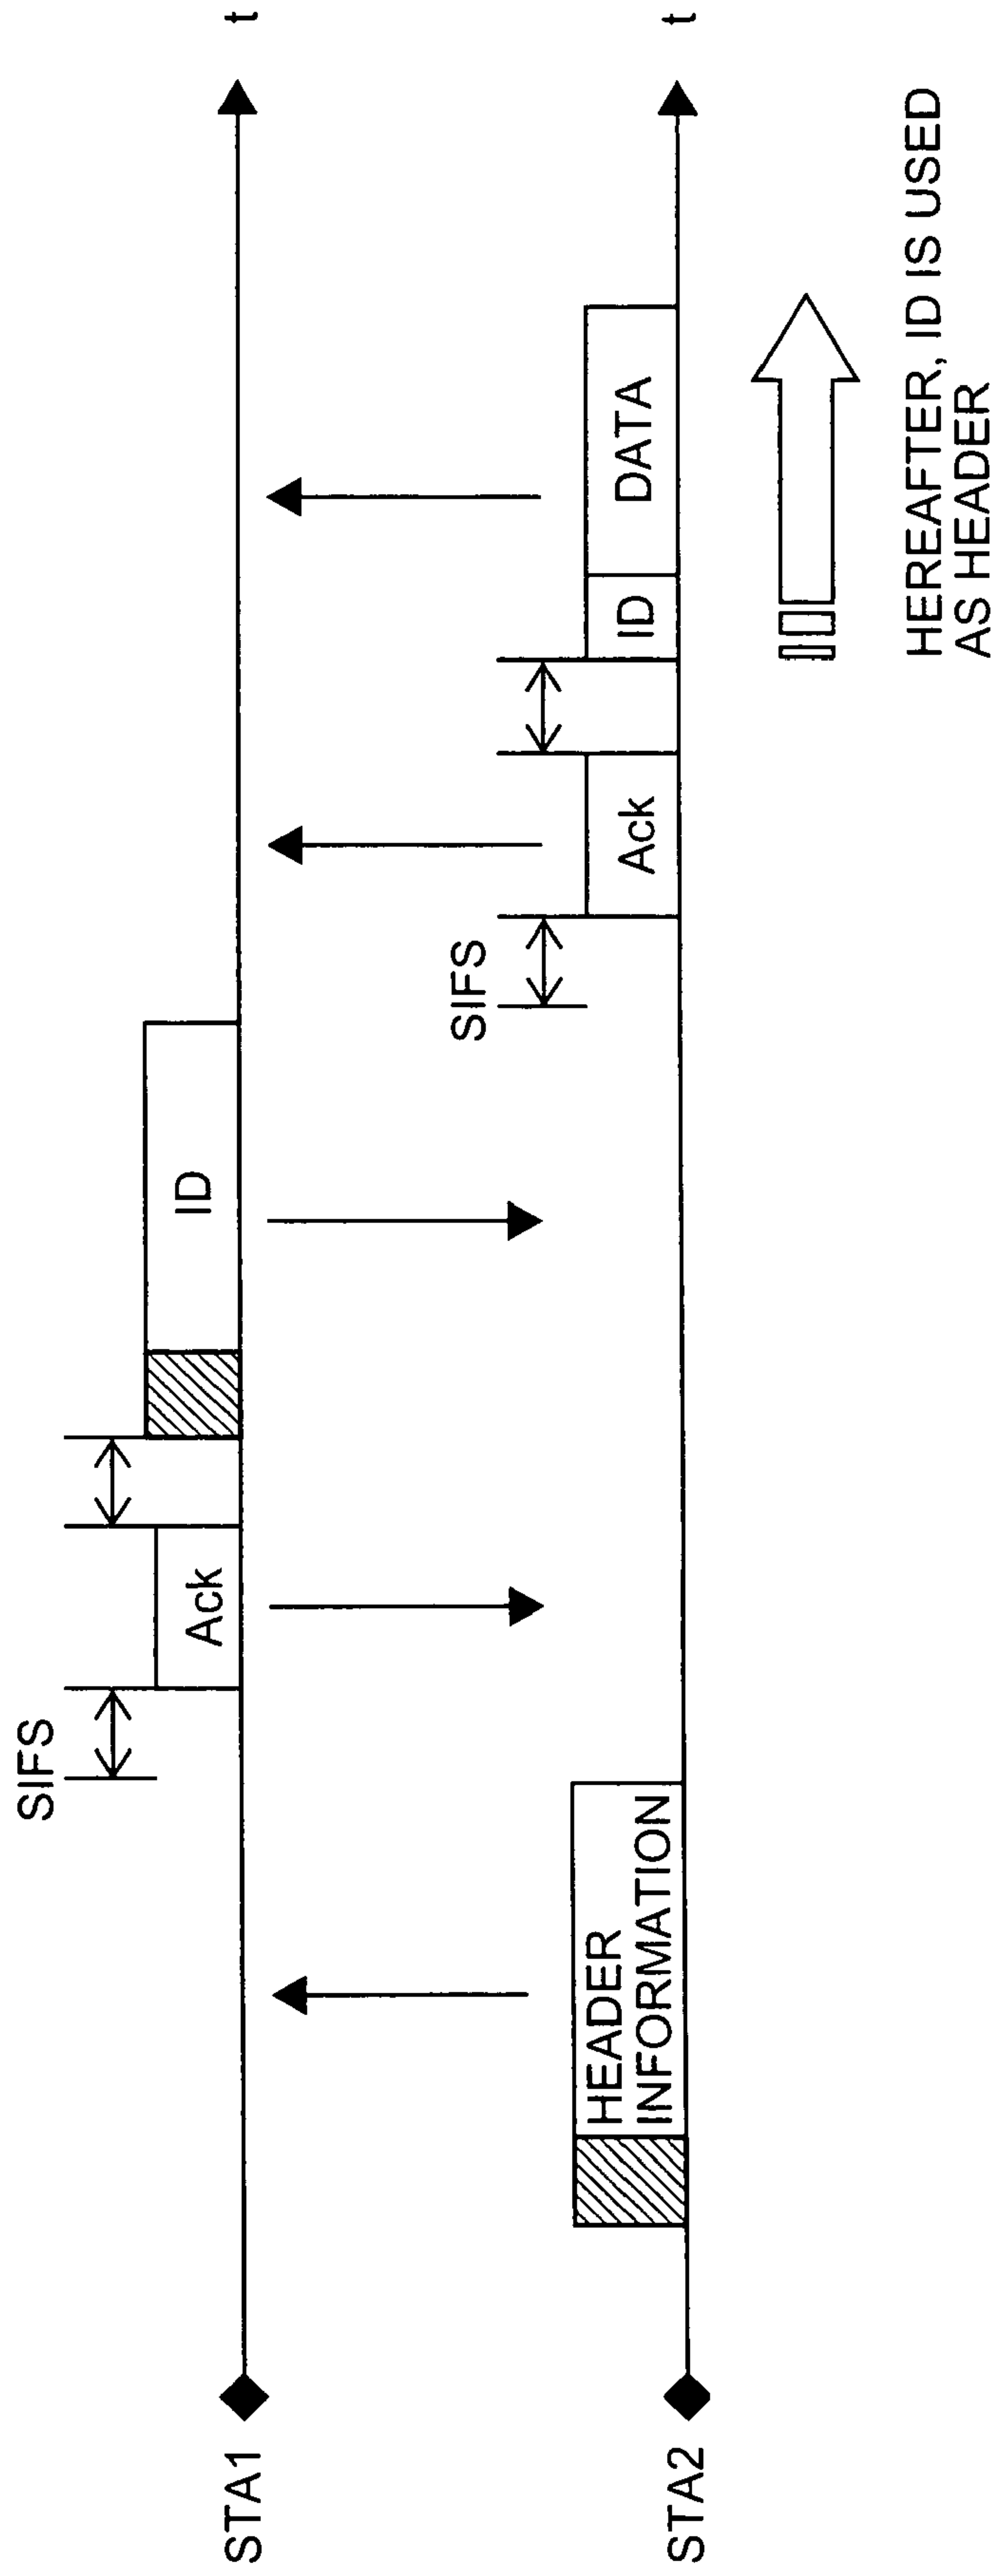 SIFS
Ack
ID
STA1
t
SIFS
HEADER
INFORMATION
Ack
ID
DATA
STA2
t
HEREAFTER, ID IS USED
AS HEADER